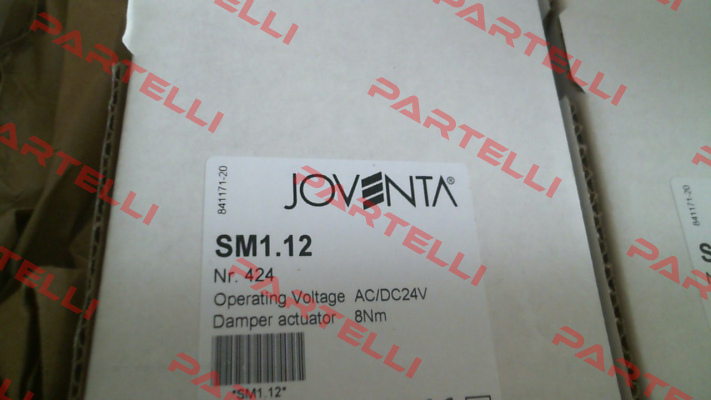 841171-20
JOVENTA®
SM1.12
Nr. 424
Operating Voltage AC/DC24V
Damper actuator 8Nm
*SM1.12*
841171-20
S
PARTELLI
PARTELLI
PARTELLI
PARTELLI
PARTELLI
PARTELLI
PARTELLI
PARTELLI